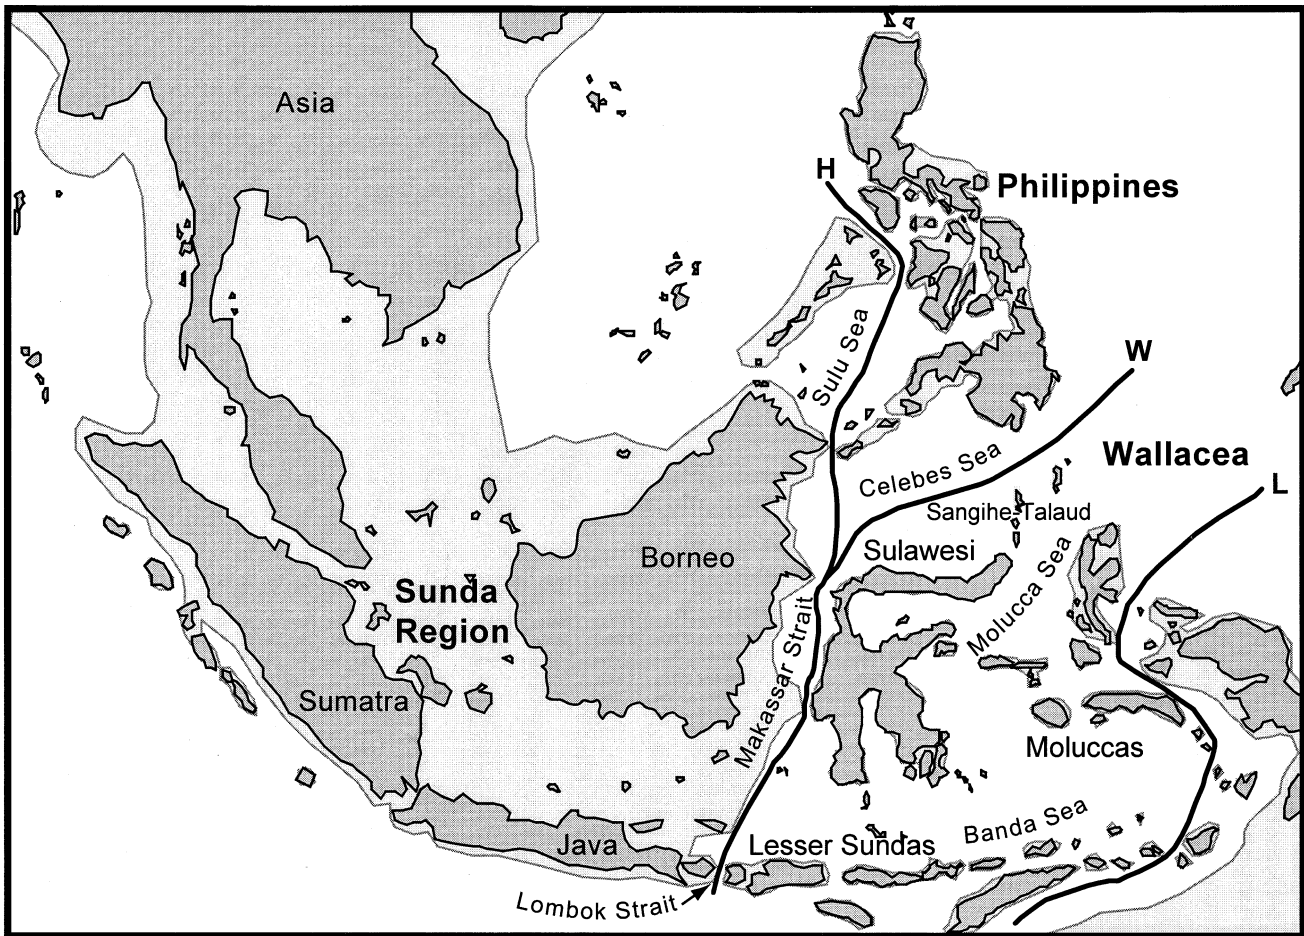 Asia
H
Philippines
Sulu Sea
W
Wallacea
Celebes Sea
L
Sangihe-Talaud
Sulawesi
Borneo
Molucca Sea
Sunda
Region
Makassar Strait
Sumatra
Moluccas
Banda Sea
Java
Lesser Sundas
Lombok Strait